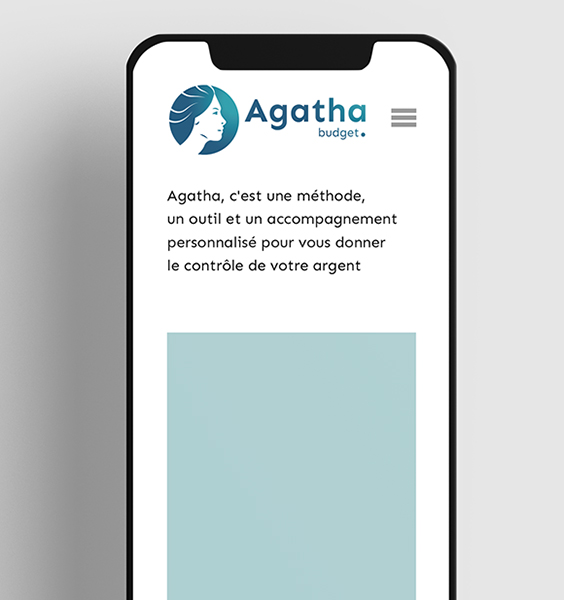 Agatha
budget.
Agatha, c'est une méthode,
un outil et un accompagnement
personnalisé pour vous donner
le contrôle de votre argent